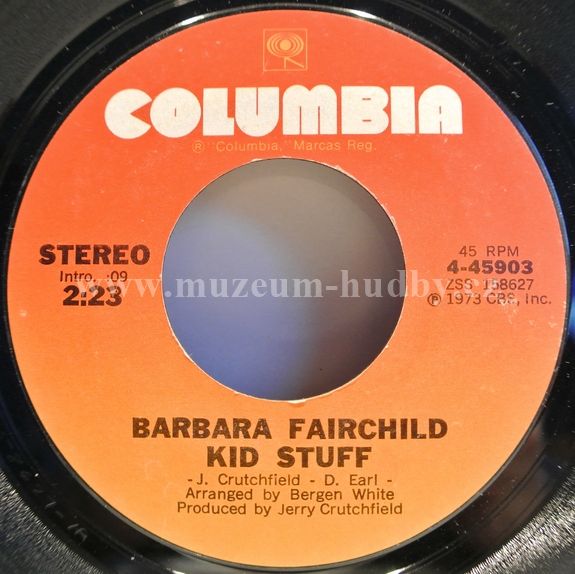 COLUMBIA
® "Columbia," Marcas Reg.
STEREO
Intro. :09
2:23
45 RPM
4-45903
ZSS 158627
℗ 1973 CBS, Inc.
www.muzeum-hudby.cz
BARBARA FAIRCHILD
KID STUFF
- J. Crutchfield - D. Earl -
Arranged by Bergen White
Produced by Jerry Crutchfield